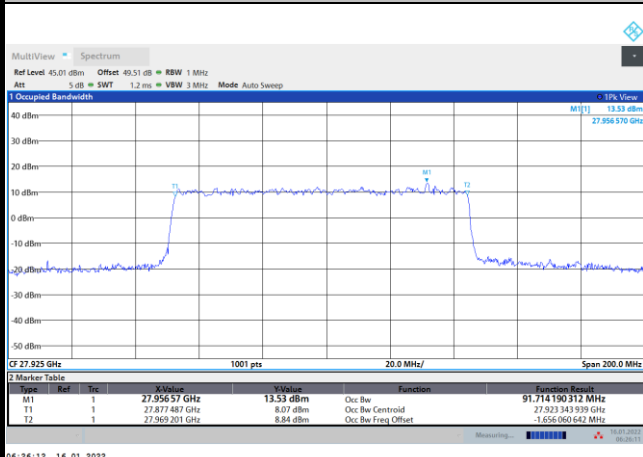 MultiView Spectrum
Ref Level 45.01 dBm Offset 49.51 dB RBW 1 MHz
Att 5 dB SWT 1.2 ms VBW 3 MHz Mode Auto Sweep
1 Occupied Bandwidth 1Pk View
M1[1] 13.53 dBm
27.956 570 GHz
40 dBm
30 dBm
20 dBm
M1
T1 T2
10 dBm
0 dBm
-10 dBm
-20 dBm
-30 dBm
-40 dBm
-50 dBm
CF 27.925 GHz 1001 pts 20.0 MHz/ Span 200.0 MHz
2 Marker Table
Type Ref Trc X-Value Y-Value Function Function Result
M1 1 27.956 57 GHz 13.53 dBm Occ Bw 91.714 190 312 MHz
T1 1 27.877 487 GHz 8.07 dBm Occ Bw Centroid 27.923 343 939 GHz
T2 1 27.969 201 GHz 8.84 dBm Occ Bw Freq Offset -1.656 060 642 MHz
Measuring... 16.01.2022
06:26:11